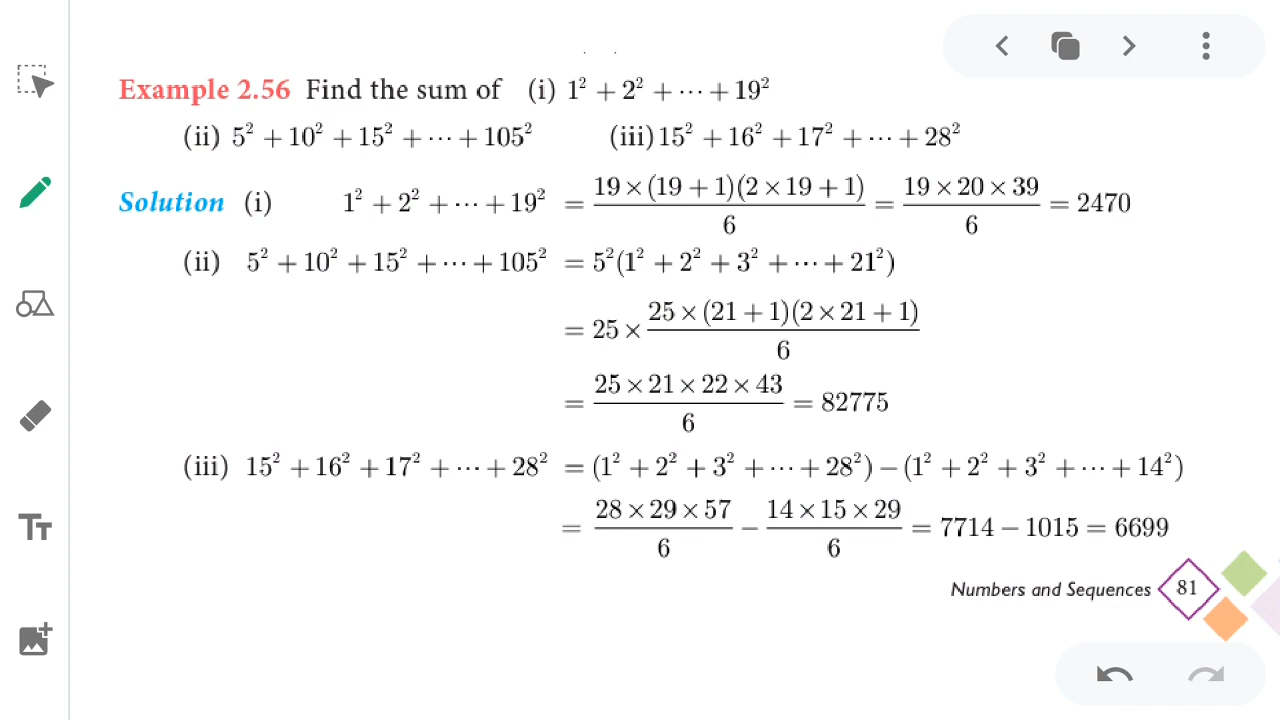 Example 2.56 Find the sum of (i) 1² + 2² + ⋯ + 19²
(ii) 5² + 10² + 15² + ⋯ + 105² (iii) 15² + 16² + 17² + ⋯ + 28²
Solution (i) 1² + 2² + ⋯ + 19² = 19 × (19 + 1)(2 × 19 + 1) / 6 = 19 × 20 × 39 / 6 = 2470
(ii) 5² + 10² + 15² + ⋯ + 105² = 5²(1² + 2² + 3² + ⋯ + 21²)
= 25 × 25 × (21 + 1)(2 × 21 + 1) / 6
= 25 × 21 × 22 × 43 / 6 = 82775
(iii) 15² + 16² + 17² + ⋯ + 28² = (1² + 2² + 3² + ⋯ + 28²) − (1² + 2² + 3² + ⋯ + 14²)
= 28 × 29 × 57 / 6 − 14 × 15 × 29 / 6 = 7714 − 1015 = 6699
Numbers and Sequences 81
TT